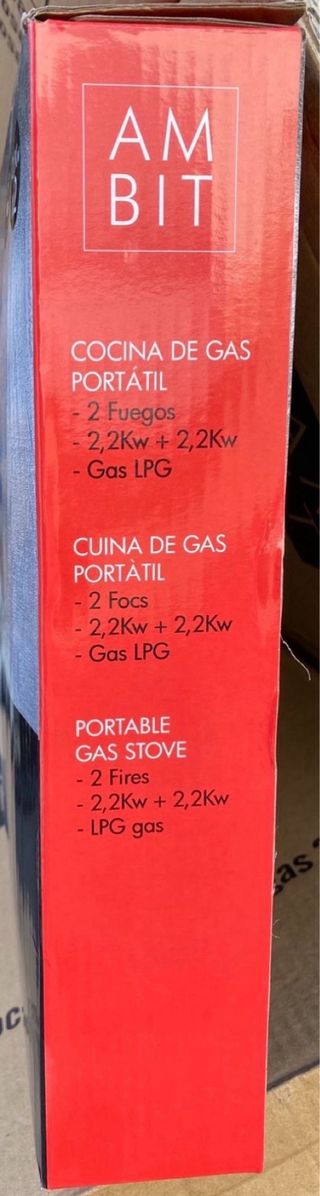 AM
BIT
COCINA DE GAS
PORTÁTIL
- 2 Fuegos
- 2,2Kw + 2,2Kw
- Gas LPG
CUINA DE GAS
PORTÀTIL
- 2 Focs
- 2,2Kw + 2,2Kw
- Gas LPG
PORTABLE
GAS STOVE
- 2 Fires
- 2,2Kw + 2,2Kw
- LPG gas